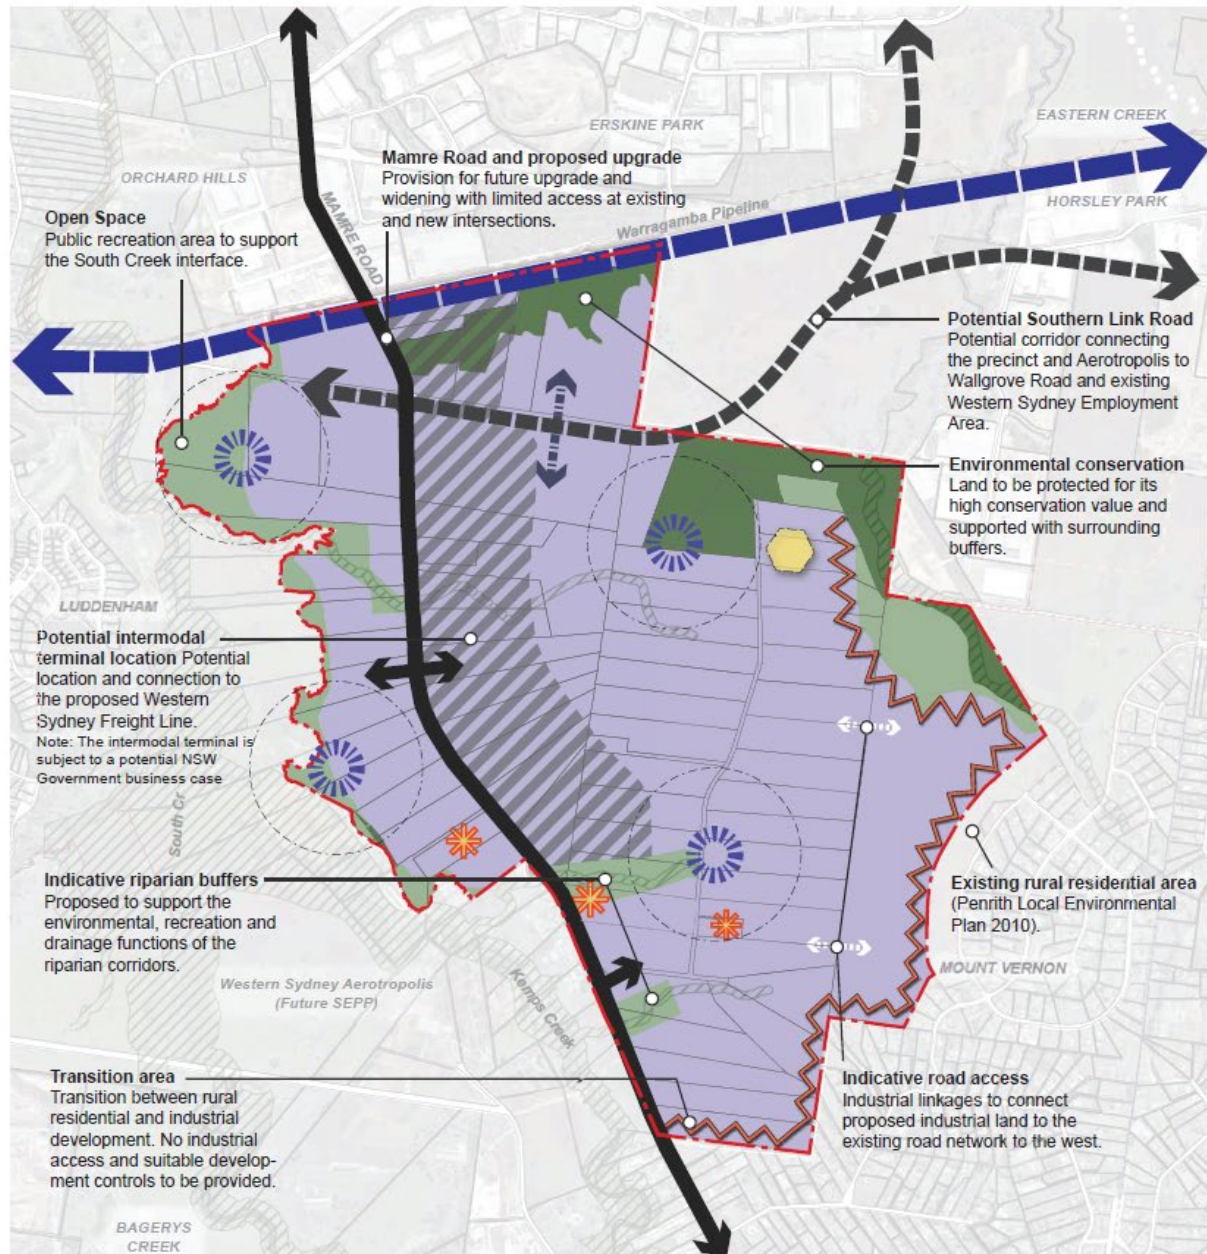 ERSKINE PARK
EASTERN CREEK
ORCHARD HILLS
Mamre Road and proposed upgrade
Provision for future upgrade and
widening with limited access at existing
and new intersections.
MAMRE ROAD
Warragamba Pipeline
HORSLEY PARK
Open Space
Public recreation area to support
the South Creek interface.
Potential Southern Link Road
Potential corridor connecting
the precinct and Aerotropolis to
Wallgrove Road and existing
Western Sydney Employment
Area.
Environmental conservation
Land to be protected for its
high conservation value and
supported with surrounding
buffers.
LUDDENHAM
Potential intermodal
terminal location Potential
location and connection to
the proposed Western
Sydney Freight Line.
Note: The intermodal terminal is
subject to a potential NSW
Government business case
South Cr
Indicative riparian buffers
Proposed to support the
environmental, recreation and
drainage functions of the
riparian corridors.
Existing rural residential area
(Penrith Local Environmental
Plan 2010).
MOUNT VERNON
Western Sydney Aerotropolis
(Future SEPP)
Kemps Creek
Transition area
Transition between rural
residential and industrial
development. No industrial
access and suitable develop-
ment controls to be provided.
Indicative road access
Industrial linkages to connect
proposed industrial land to the
existing road network to the west.
BAGERYS
CREEK